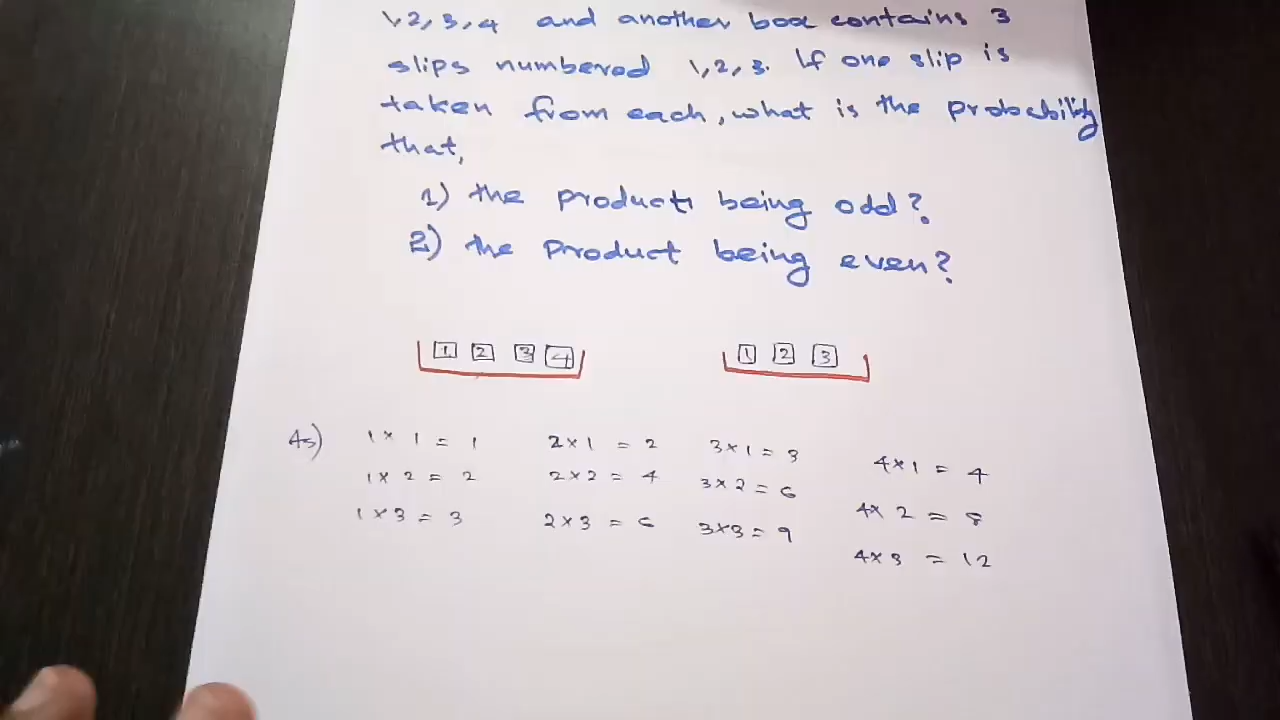 1,2,3,4 and another box contains 3
slips numbered 1,2,3. If one slip is
taken from each, what is the probability
that,
1) the product being odd?
2) the product being even?
1 2 3 4
1 2 3
As)
1 × 1 = 1
1 × 2 = 2
1 × 3 = 3
2 × 1 = 2
2 × 2 = 4
2 × 3 = 6
3 × 1 = 3
3 × 2 = 6
3 × 3 = 9
4 × 1 = 4
4 × 2 = 8
4 × 3 = 12